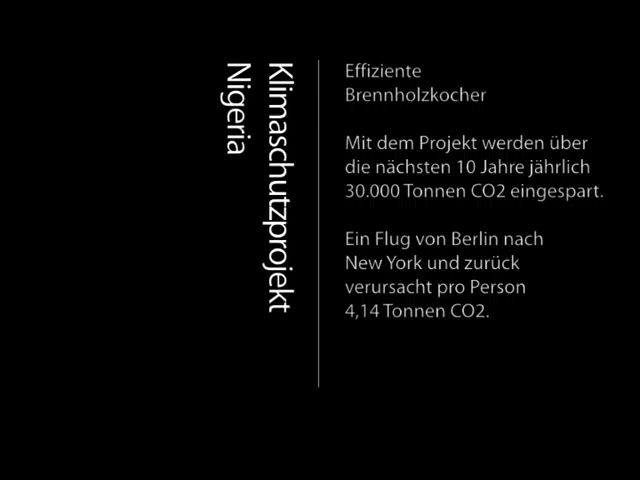 Klimaschutzprojekt
Nigeria
Effiziente
Brennholzkocher
Mit dem Projekt werden über
die nächsten 10 Jahre jährlich
30.000 Tonnen CO2 eingespart.
Ein Flug von Berlin nach
New York und zurück
verursacht pro Person
4,14 Tonnen CO2.